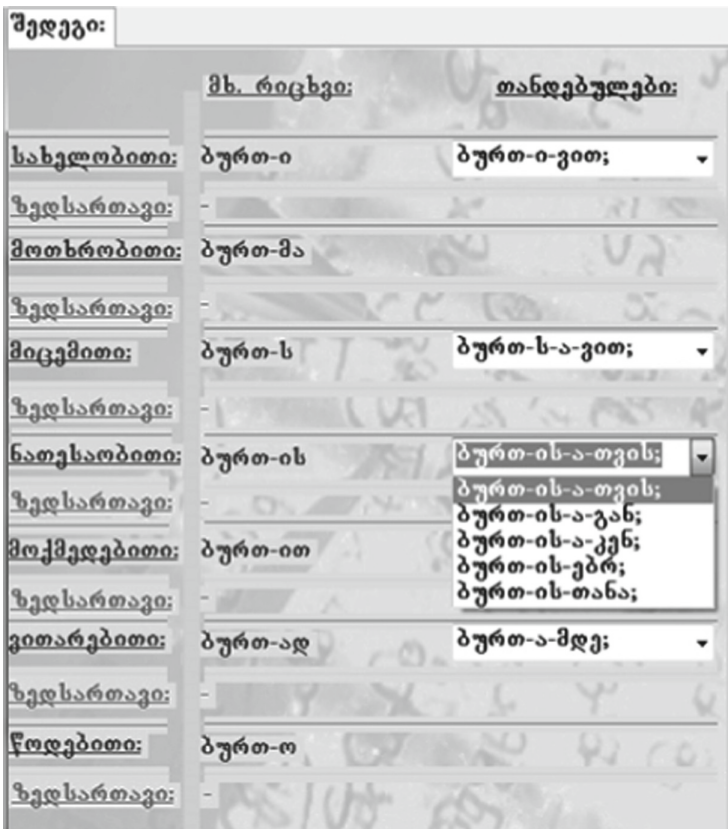 შედეგი:
მხ. რიცხვი: თანდებულები:
სახელობითი: ბურთ-ი ბურთ-ი-ვით;
ზედსართავი: -
მოთხრობითი: ბურთ-მა
ზედსართავი: -
მიცემითი: ბურთ-ს ბურთ-ს-ა-ვით;
ზედსართავი: -
ნათესაობითი: ბურთ-ის ბურთ-ის-ა-თვის;
ბურთ-ის-ა-თვის;
ზედსართავი: -
ბურთ-ის-ა-გან;
ბურთ-ის-ა-კენ;
მოქმედებითი: ბურთ-ით
ბურთ-ის-ებრ;
ბურთ-ის-თანა;
ზედსართავი: -
ვითარებითი: ბურთ-ად ბურთ-ა-მდე;
ზედსართავი: -
წოდებითი: ბურთ-ო
ზედსართავი: -